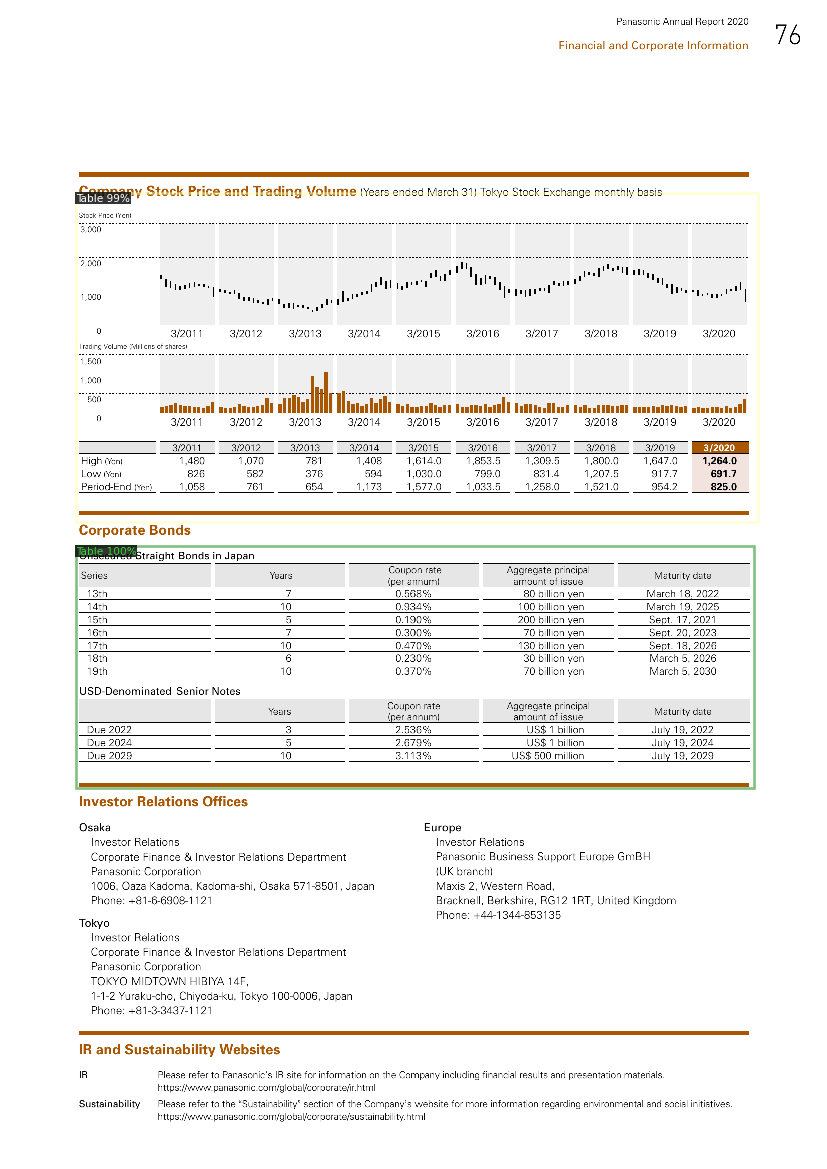 Panasonic Annual Report 2020
76
Financial and Corporate Information
Company Stock Price and Trading Volume (Years ended March 31) Tokyo Stock Exchange monthly basis
Table 99%
Stock Price (Yen)
3,000
2,000
1,000
0
3/2011 3/2012 3/2013 3/2014 3/2015 3/2016 3/2017 3/2018 3/2019 3/2020
Trading Volume (Millions of shares)
1,500
1,000
500
0
3/2011 3/2012 3/2013 3/2014 3/2015 3/2016 3/2017 3/2018 3/2019 3/2020
3/2011 3/2012 3/2013 3/2014 3/2015 3/2016 3/2017 3/2018 3/2019 3/2020
High (Yen) 1,480 1,070 781 1,408 1,614.0 1,853.5 1,309.5 1,800.0 1,647.0 1,264.0
Low (Yen) 826 582 376 594 1,030.0 799.0 831.4 1,207.5 917.7 691.7
Period-End (Yen) 1,058 761 654 1,173 1,577.0 1,033.5 1,258.0 1,521.0 954.2 825.0
Corporate Bonds
Table 100%
Unsecured Straight Bonds in Japan
Series Years Coupon rate (per annum) Aggregate principal amount of issue Maturity date
13th 7 0.568% 80 billion yen March 18, 2022
14th 10 0.934% 100 billion yen March 19, 2025
15th 5 0.190% 200 billion yen Sept. 17, 2021
16th 7 0.300% 70 billion yen Sept. 20, 2023
17th 10 0.470% 130 billion yen Sept. 18, 2026
18th 6 0.230% 30 billion yen March 5, 2026
19th 10 0.370% 70 billion yen March 5, 2030
USD-Denominated Senior Notes
Years Coupon rate (per annum) Aggregate principal amount of issue Maturity date
Due 2022 3 2.536% US$ 1 billion July 19, 2022
Due 2024 5 2.679% US$ 1 billion July 19, 2024
Due 2029 10 3.113% US$ 500 million July 19, 2029
Investor Relations Offices
Osaka
Investor Relations
Corporate Finance & Investor Relations Department
Panasonic Corporation
1006, Oaza Kadoma, Kadoma-shi, Osaka 571-8501, Japan
Phone: +81-6-6908-1121
Tokyo
Investor Relations
Corporate Finance & Investor Relations Department
Panasonic Corporation
TOKYO MIDTOWN HIBIYA 14F,
1-1-2 Yuraku-cho, Chiyoda-ku, Tokyo 100-0006, Japan
Phone: +81-3-3437-1121
Europe
Investor Relations
Panasonic Business Support Europe GmBH
(UK branch)
Maxis 2, Western Road,
Bracknell, Berkshire, RG12 1RT, United Kingdom
Phone: +44-1344-853135
IR and Sustainability Websites
IR Please refer to Panasonic's IR site for information on the Company including financial results and presentation materials.
https://www.panasonic.com/global/corporate/ir.html
Sustainability Please refer to the "Sustainability" section of the Company's website for more information regarding environmental and social initiatives.
https://www.panasonic.com/global/corporate/sustainability.html